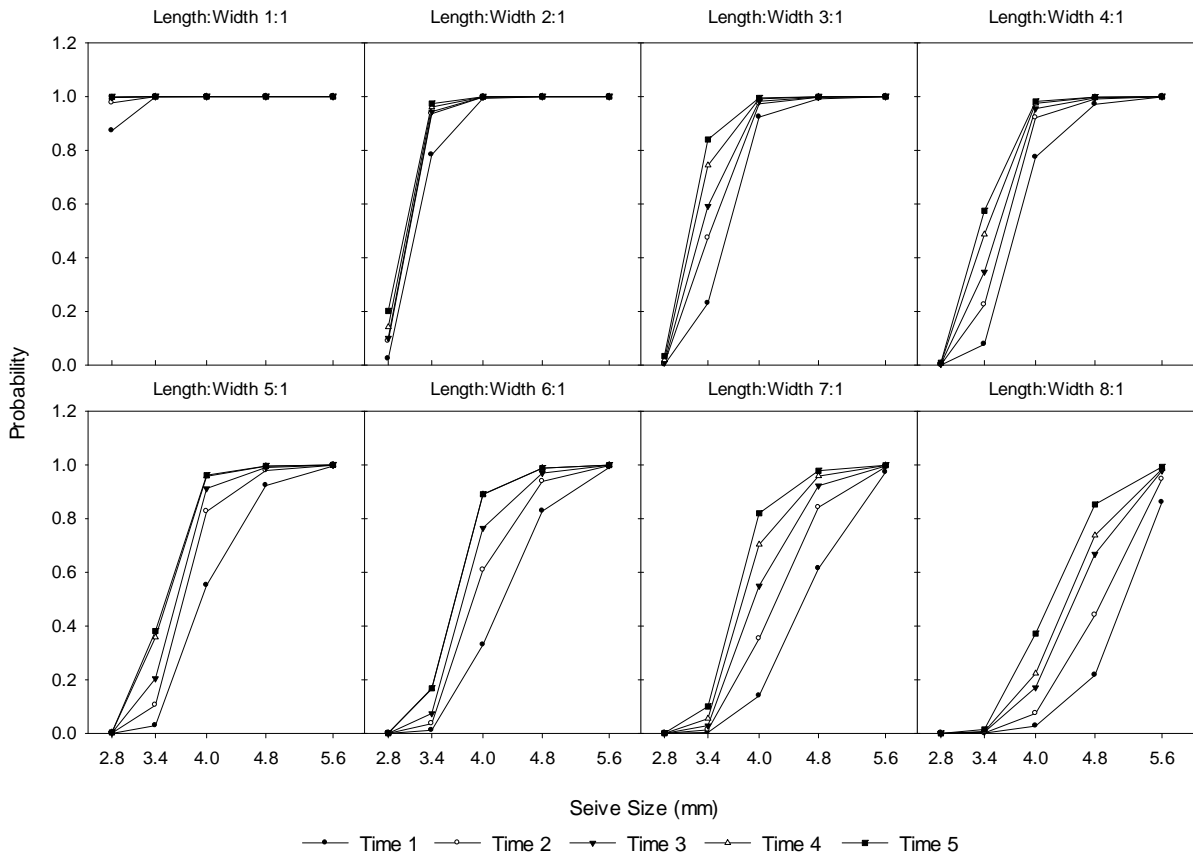 Length:Width 1:1
Length:Width 2:1
Length:Width 3:1
Length:Width 4:1
1.2
1.0
0.8
0.6
0.4
0.2
0.0
Probability
Length:Width 5:1
Length:Width 6:1
Length:Width 7:1
Length:Width 8:1
1.2
1.0
0.8
0.6
0.4
0.2
0.0
2.8 3.4 4.0 4.8 5.6
2.8 3.4 4.0 4.8 5.6
2.8 3.4 4.0 4.8 5.6
2.8 3.4 4.0 4.8 5.6
Seive Size (mm)
Time 1 Time 2 Time 3 Time 4 Time 5